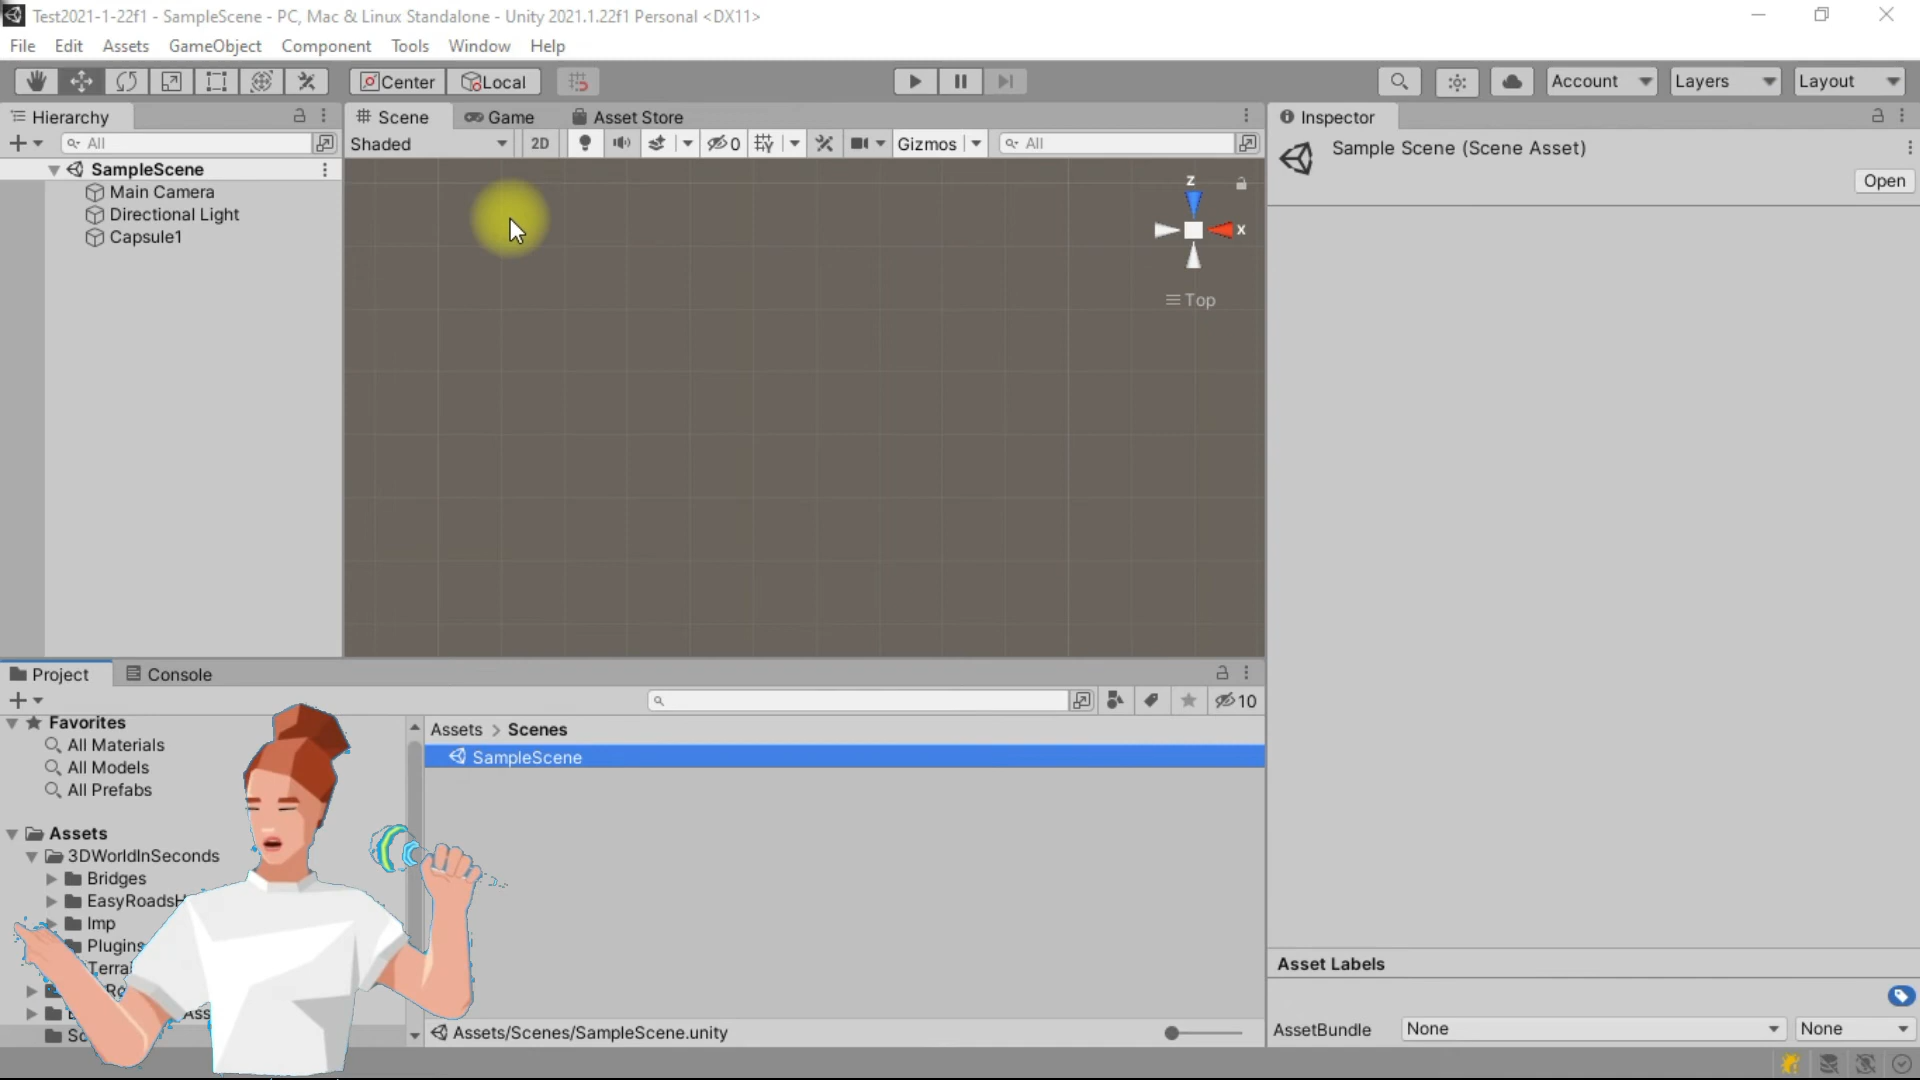 Test2021-1-22f1 - SampleScene - PC, Mac & Linux Standalone - Unity 2021.1.22f1 Personal <DX11>
File Edit Assets GameObject Component Tools Window Help
Center Local Account Layers Layout
Hierarchy
All
SampleScene
Main Camera
Directional Light
Capsule1
Scene Game Asset Store
Shaded 2D 0 Gizmos All
z
x
Top
Inspector
Sample Scene (Scene Asset)
Open
Project Console
10
Favorites
All Materials
All Models
All Prefabs
Assets
3DWorldInSeconds
Bridges
EasyRoadsH
Imp
Plugins
Assets > Scenes
SampleScene
Assets/Scenes/SampleScene.unity
Asset Labels
AssetBundle None None